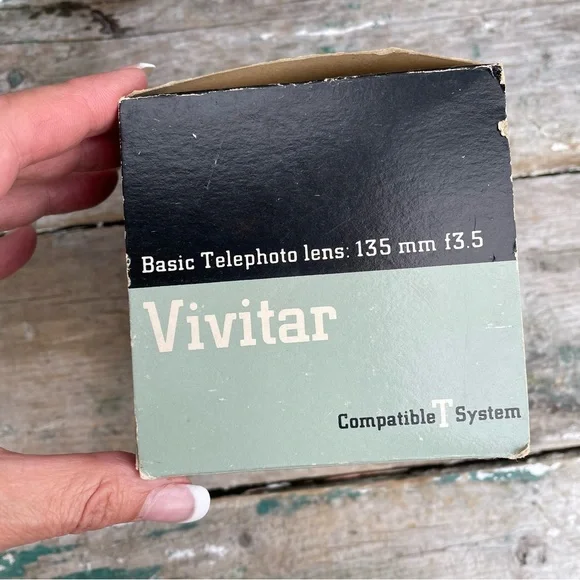 Basic Telephoto lens: 135 mm f3.5
Vivitar
Compatible T System